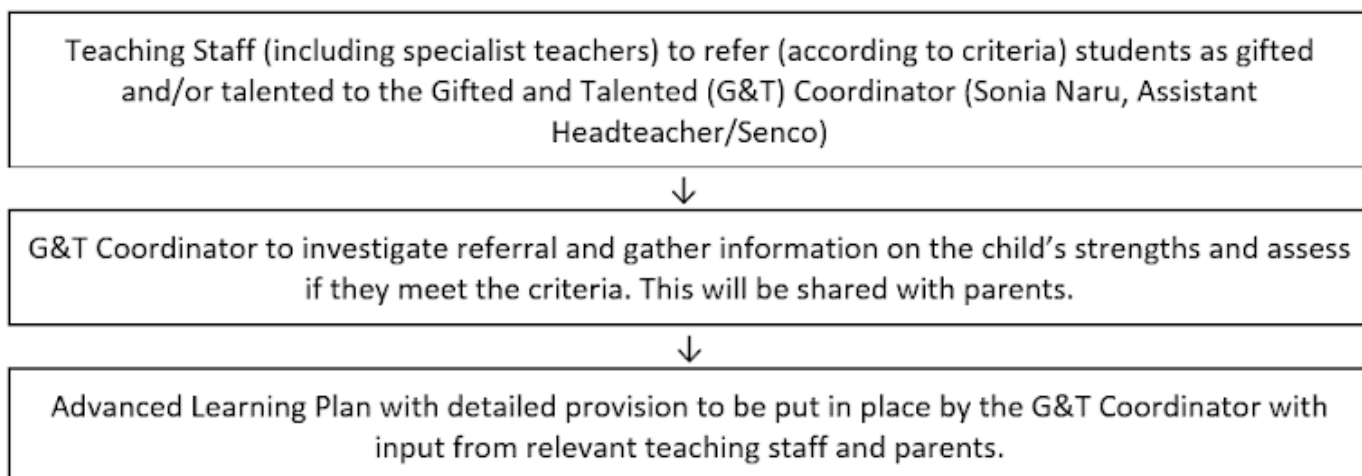 Teaching Staff (including specialist teachers) to refer (according to criteria) students as gifted
and/or talented to the Gifted and Talented (G&T) Coordinator (Sonia Naru, Assistant
Headteacher/Senco)
↓
G&T Coordinator to investigate referral and gather information on the child’s strengths and assess
if they meet the criteria. This will be shared with parents.
↓
Advanced Learning Plan with detailed provision to be put in place by the G&T Coordinator with
input from relevant teaching staff and parents.